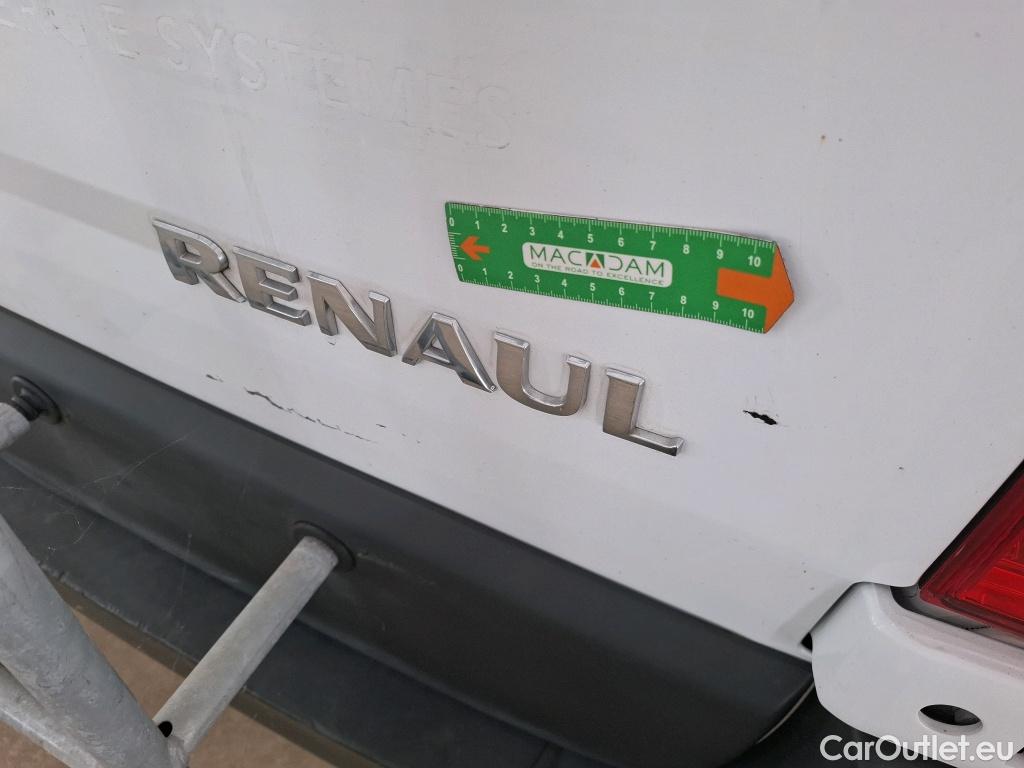 SYSTEMES
0 1 2 3 4 5 6 7 8 9 10
MACADAM
ON THE ROAD TO EXCELLENCE
0 1 2 3 4 5 6 7 8 9 10
RENAUL
CarOutlet.eu